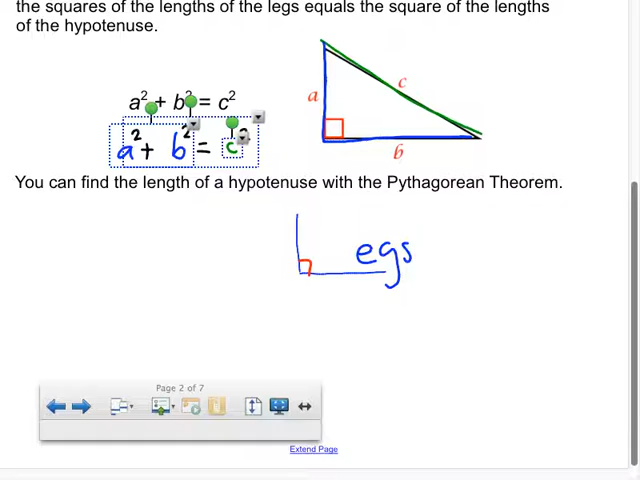 the squares of the lengths of the legs equals the square of the lengths
of the hypotenuse.
a² + b² = c²
a² + b² = c²
a
c
b
You can find the length of a hypotenuse with the Pythagorean Theorem.
Legs
Page 2 of 7
Extend Page